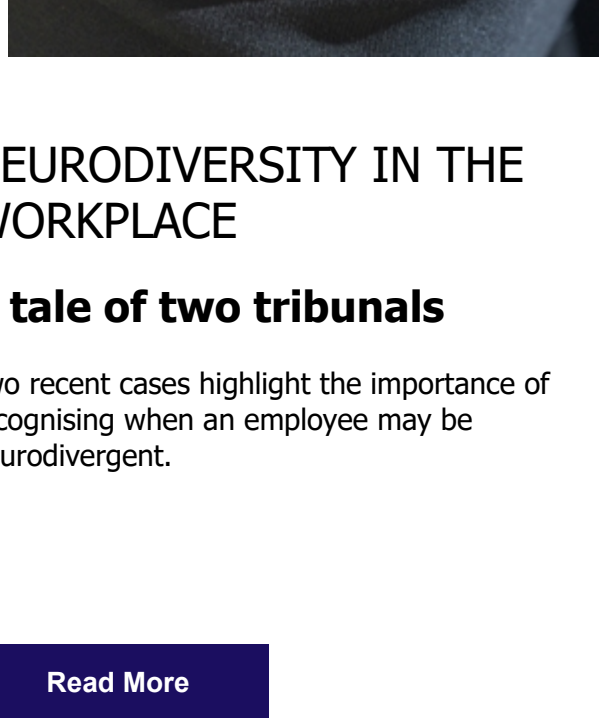 EURODIVERSITY IN THE
WORKPLACE
tale of two tribunals
wo recent cases highlight the importance of
cognising when an employee may be
urodivergent.
Read More